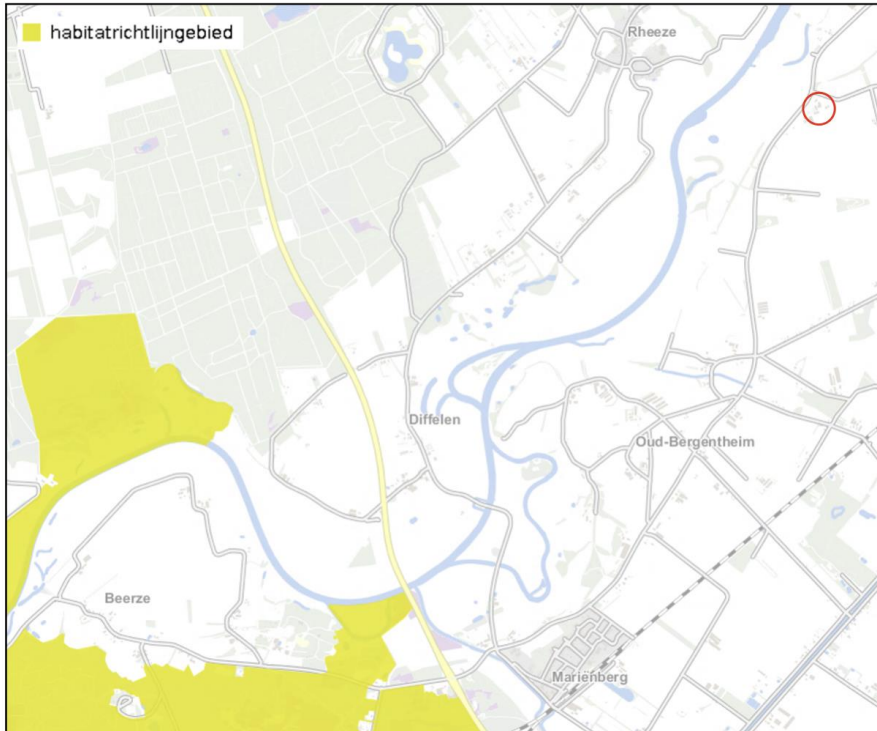 habitatrichtlijngebied
Rheeze
Diffelen
Oud-Bergentheim
Beerze
Mariënberg